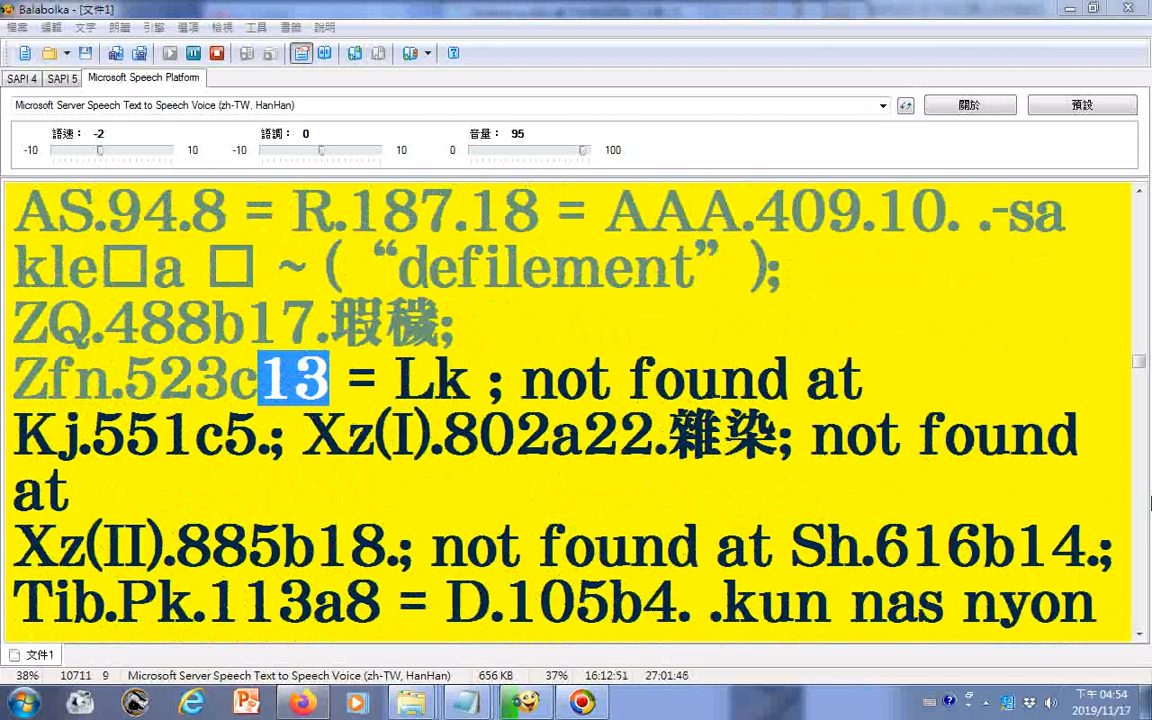 Balabolka - [文件1]
檔案 編輯 文字 朗讀 引擎 選項 檢視 工具 書籤 說明
SAPI 4 SAPI 5 Microsoft Speech Platform
Microsoft Server Speech Text to Speech Voice (zh-TW, HanHan) 關於 預設
語速： -2 語調： 0 音量： 95
-10 10 -10 10 0 100
AS.94.8 = R.187.18 = AAA.409.10. .-sa
kle□a □ ~ (“defilement”);
ZQ.488b17.瑕穢;
Zfn.523c13 = Lk ; not found at
Kj.551c5.; Xz(I).802a22.雜染; not found
at
Xz(II).885b18.; not found at Sh.616b14.;
Tib.Pk.113a8 = D.105b4. .kun nas nyon
文件1
38% 10711 9 Microsoft Server Speech Text to Speech Voice (zh-TW, HanHan) 656 KB 37% 16:12:51 27:01:46
下午 04:54
2019/11/17